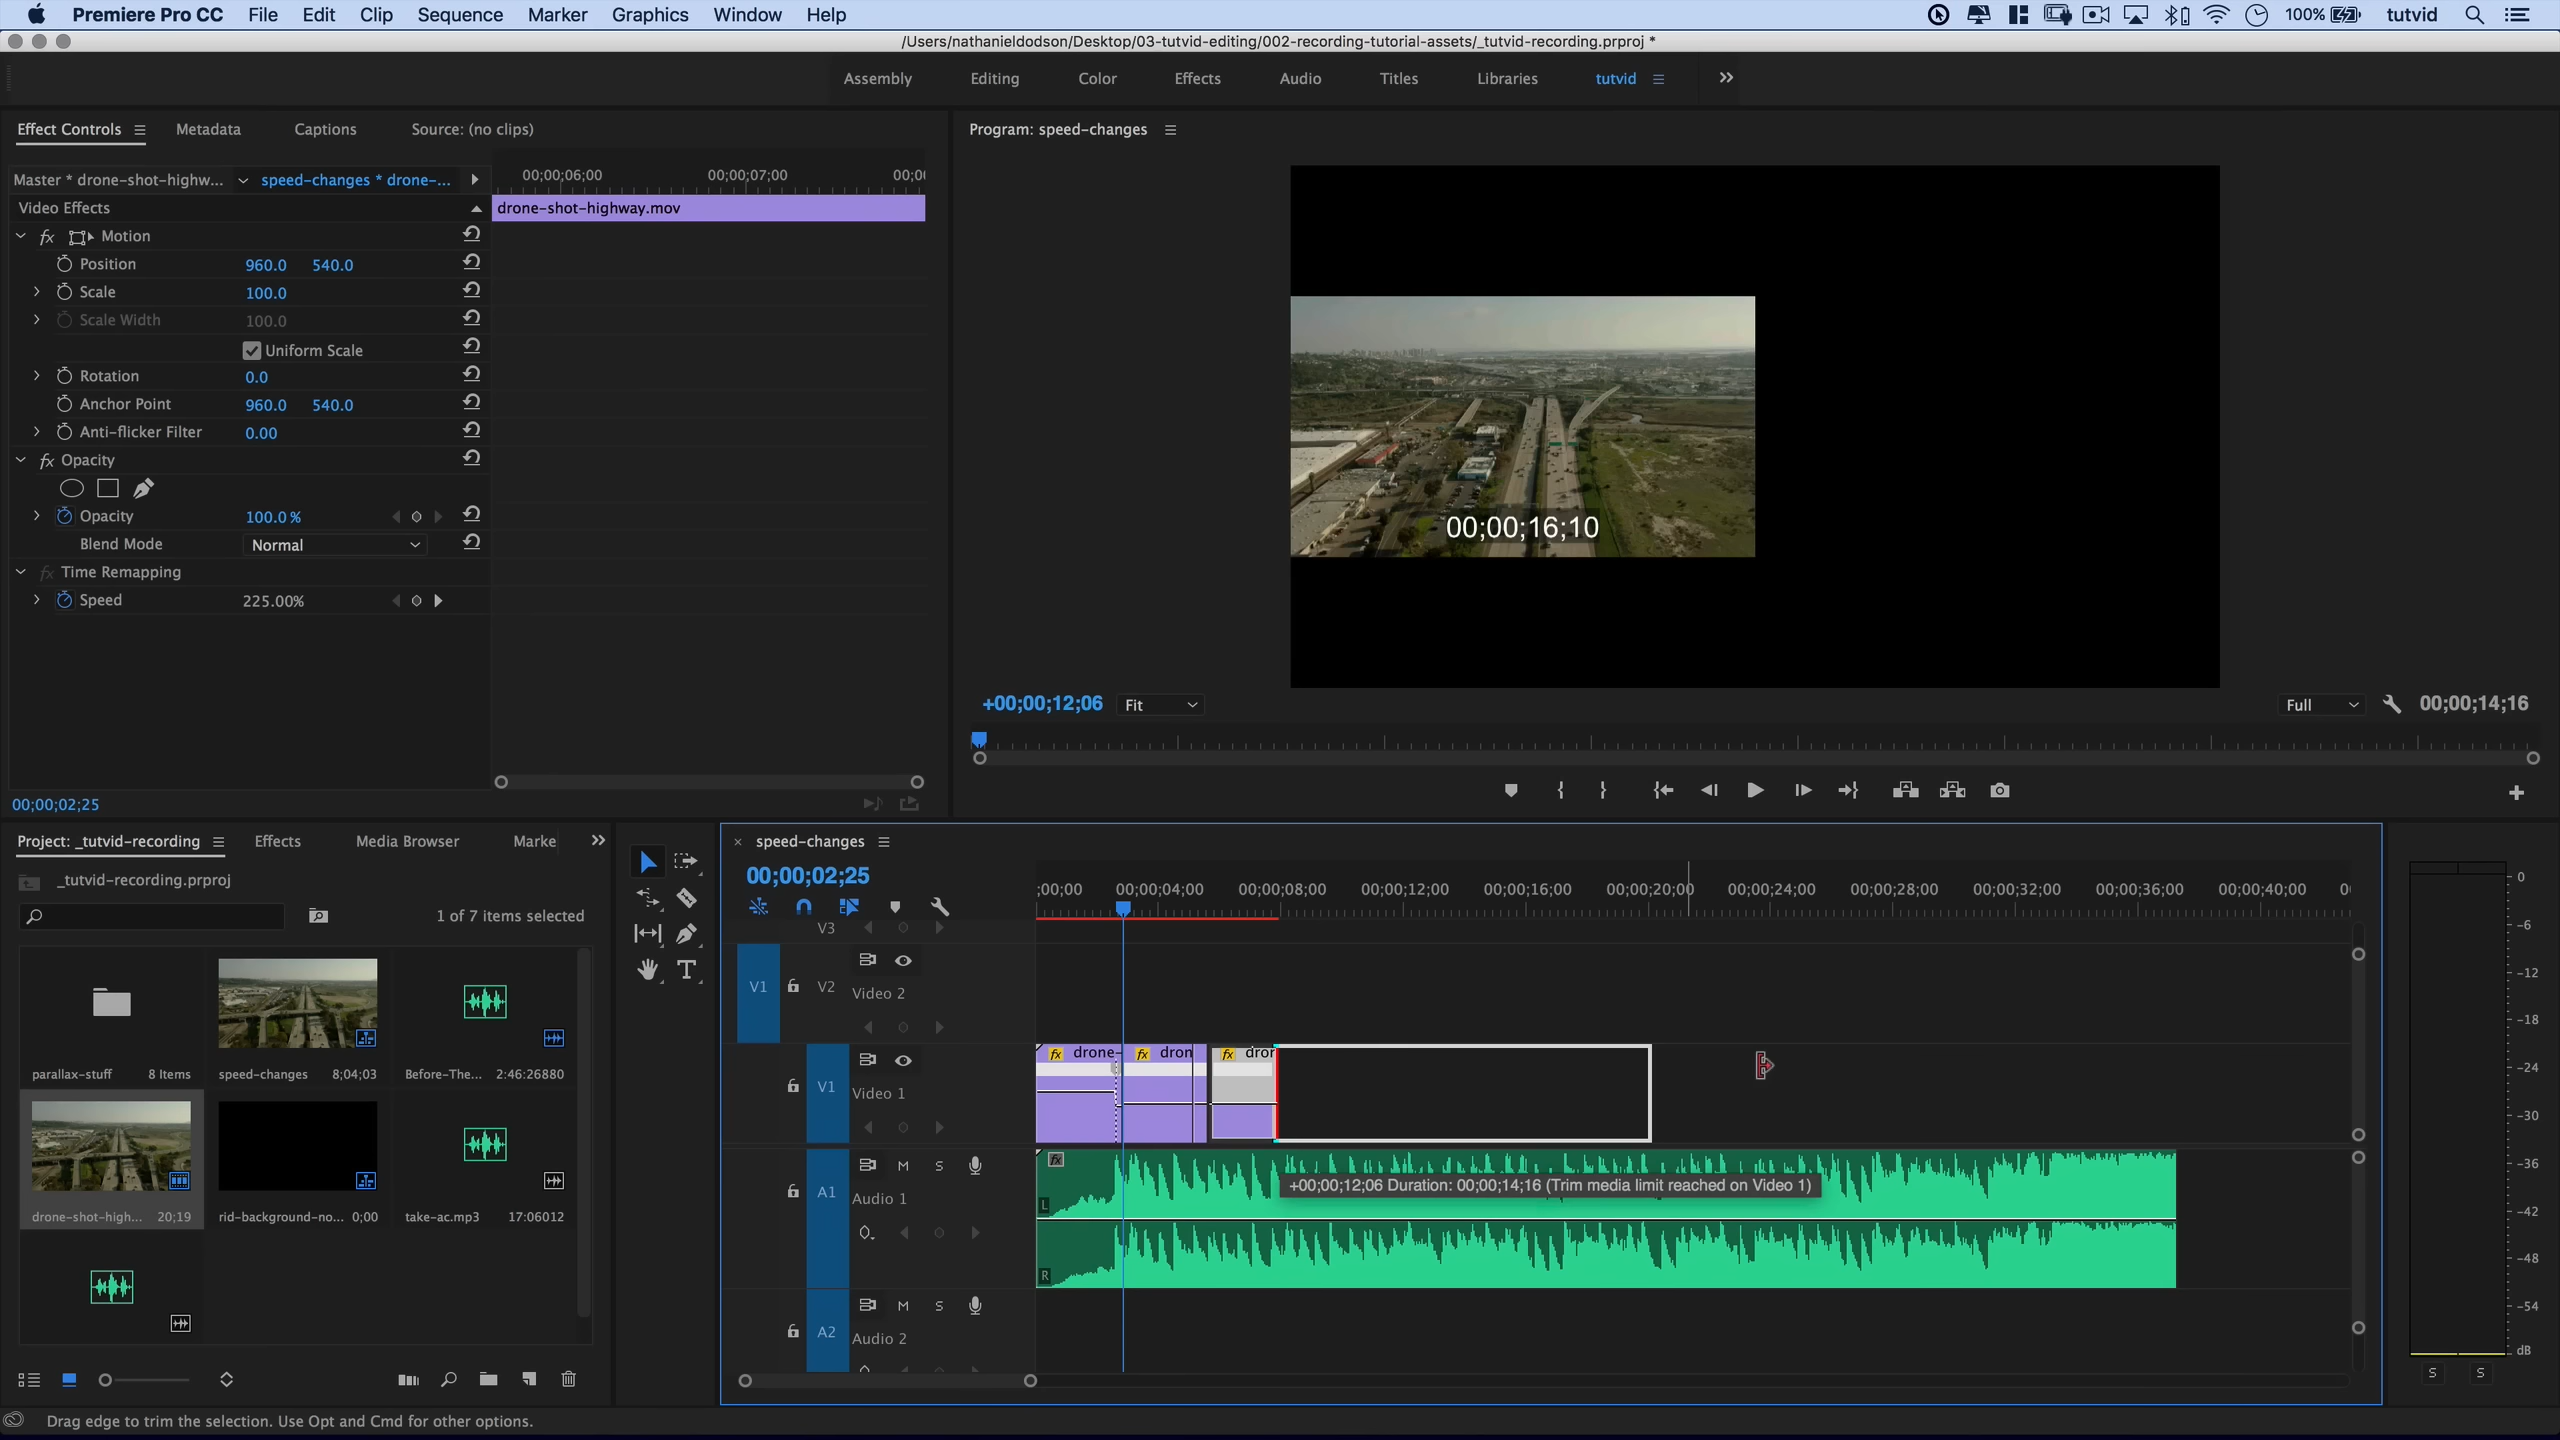 Premiere Pro CC File Edit Clip Sequence Marker Graphics Window Help 100% tutvid
/Users/nathanieldodson/Desktop/03-tutvid-editing/002-recording-tutorial-assets/_tutvid-recording.prproj *
Assembly Editing Color Effects Audio Titles Libraries tutvid
Effect Controls Metadata Captions Source: (no clips)
Master * drone-shot-highw... speed-changes * drone-...
00;00;06;00 00;00;07;00 00;0
Video Effects
drone-shot-highway.mov
fx Motion
Position 960.0 540.0
Scale 100.0
Scale Width 100.0
Uniform Scale
Rotation 0.0
Anchor Point 960.0 540.0
Anti-flicker Filter 0.00
fx Opacity
Opacity 100.0 %
Blend Mode Normal
fx Time Remapping
Speed 225.00%
00;00;02;25
Program: speed-changes
00;00;16;10
+00;00;12;06 Fit Full 00;00;14;16
Project: _tutvid-recording Effects Media Browser Marke
_tutvid-recording.prproj
1 of 7 items selected
parallax-stuff 8 Items
speed-changes 8;04;03
Before-The... 2:46:26880
drone-shot-high... 20;19
rid-background-no... 0;00
take-ac.mp3 17:06012
T
× speed-changes
00;00;02;25
;00;00 00;00;04;00 00;00;08;00 00;00;12;00 00;00;16;00 00;00;20;00 00;00;24;00 00;00;28;00 00;00;32;00 00;00;36;00 00;00;40;00 0
V3
V1 V2 Video 2
V1 Video 1
fx drone- fx dron fx dror
A1 M S
Audio 1
fx
L
R
+00;00;12;06 Duration: 00;00;14;16 (Trim media limit reached on Video 1)
A2 M S
Audio 2
0
-6
-12
-18
-24
-30
-36
-42
-48
-54
dB
S S
Drag edge to trim the selection. Use Opt and Cmd for other options.